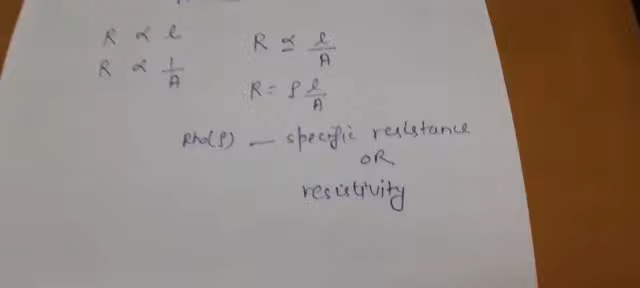 R ∝ l
R ∝ 1/A
R ∝ l/A
R = ρ l/A
Rho(ρ) — specific resistance
OR
resistivity